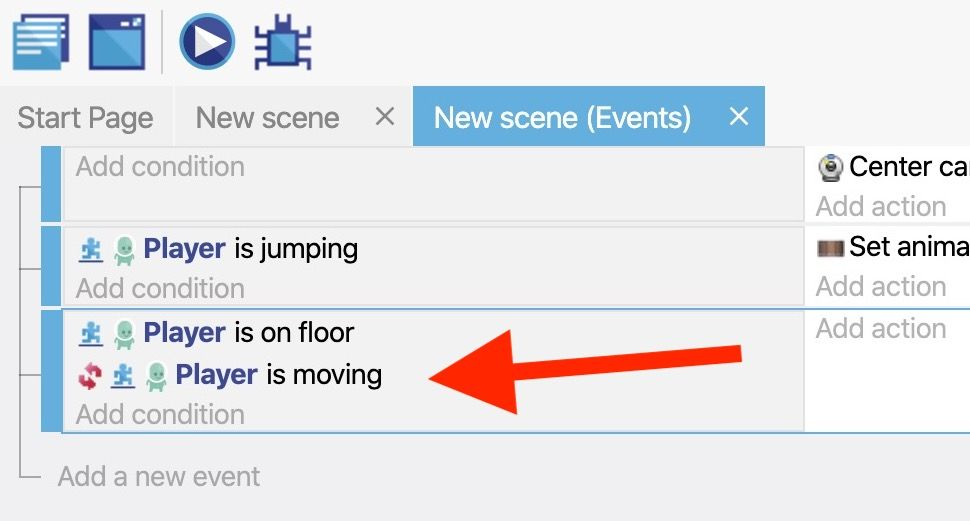 Start Page
New scene
New scene (Events)
Add condition
Center ca
Add action
Player is jumping
Set anima
Add condition
Add action
Player is on floor
Add action
Player is moving
Add condition
Add a new event